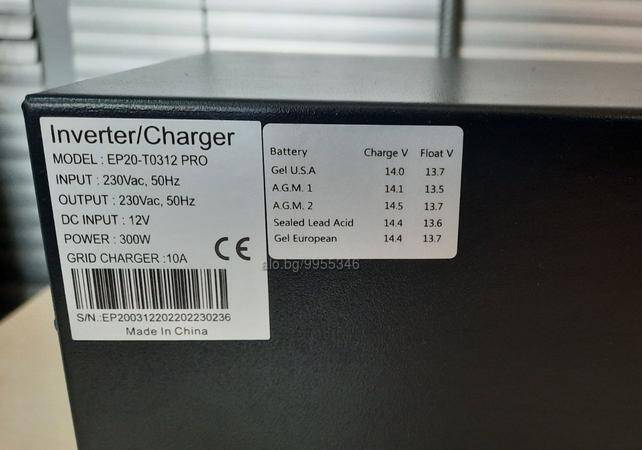 Inverter/Charger
MODEL : EP20-T0312 PRO
INPUT : 230Vac, 50Hz
OUTPUT : 230Vac, 50Hz
DC INPUT : 12V
POWER : 300W
GRID CHARGER :10A
CE
S/N.:EP200312202202230236
Made In China
Battery Charge V Float V
Gel U.S.A 14.0 13.7
A.G.M. 1 14.1 13.5
A.G.M. 2 14.5 13.7
Sealed Lead Acid 14.4 13.6
Gel European 14.4 13.7
alo.bg/9955346